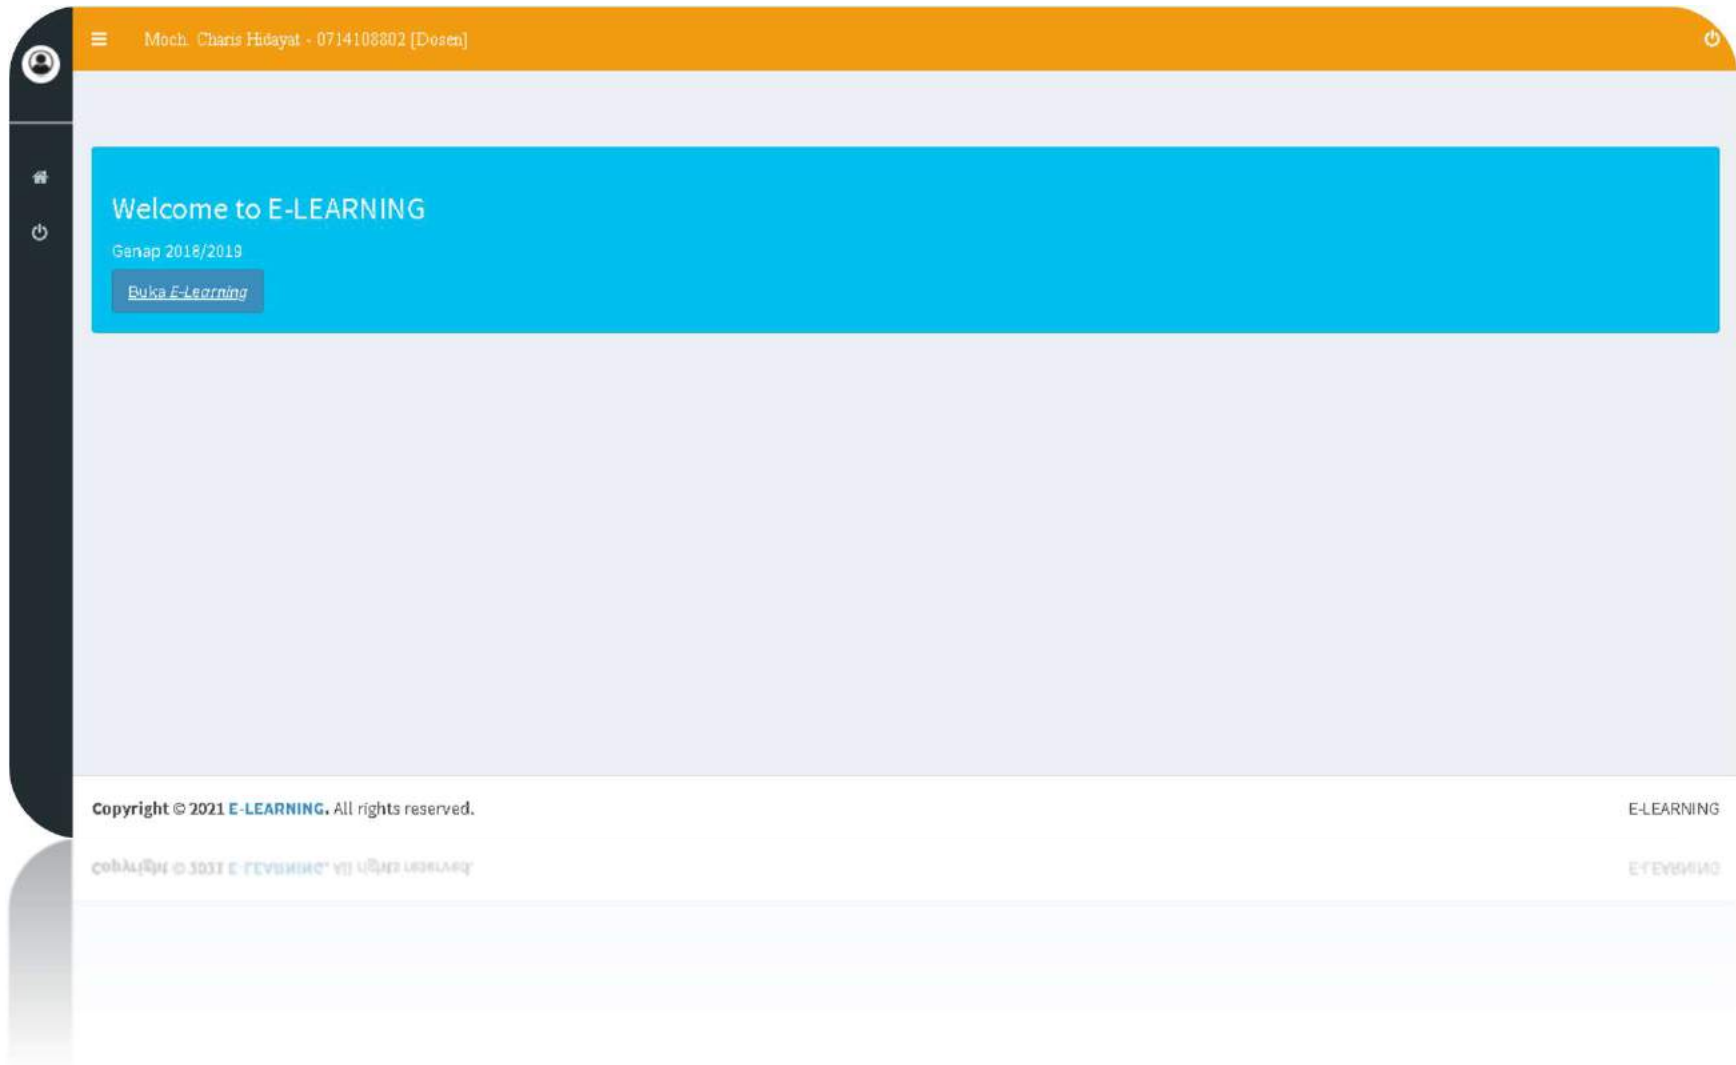 Moch. Charis Hidayat - 0714108802 [Dosen]
Welcome to E-LEARNING
Genap 2018/2019
Buka E-Learning
Copyright © 2021 E-LEARNING. All rights reserved.
E-LEARNING